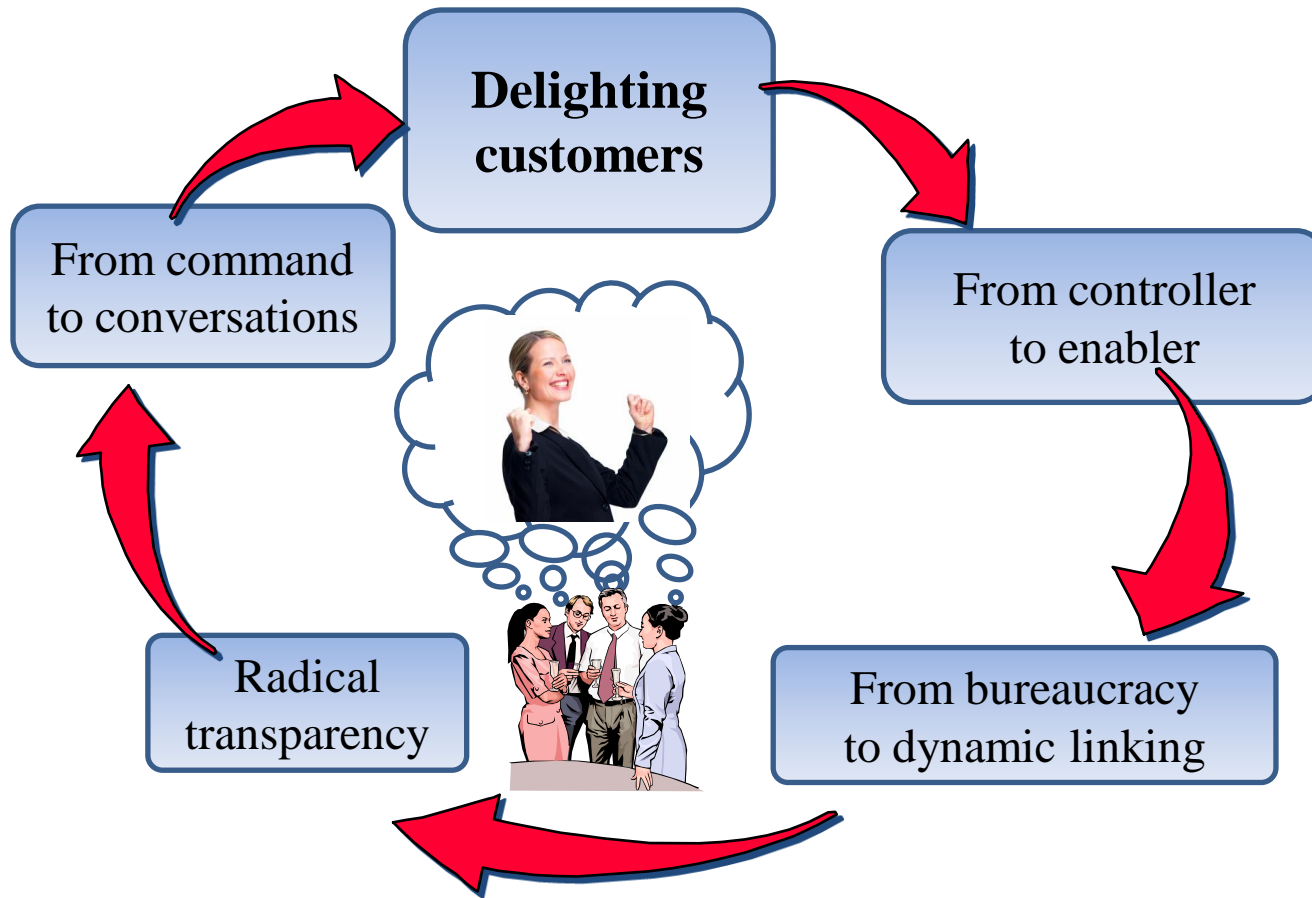 Delighting
customers
From controller
to enabler
From bureaucracy
to dynamic linking
Radical
transparency
From command
to conversations